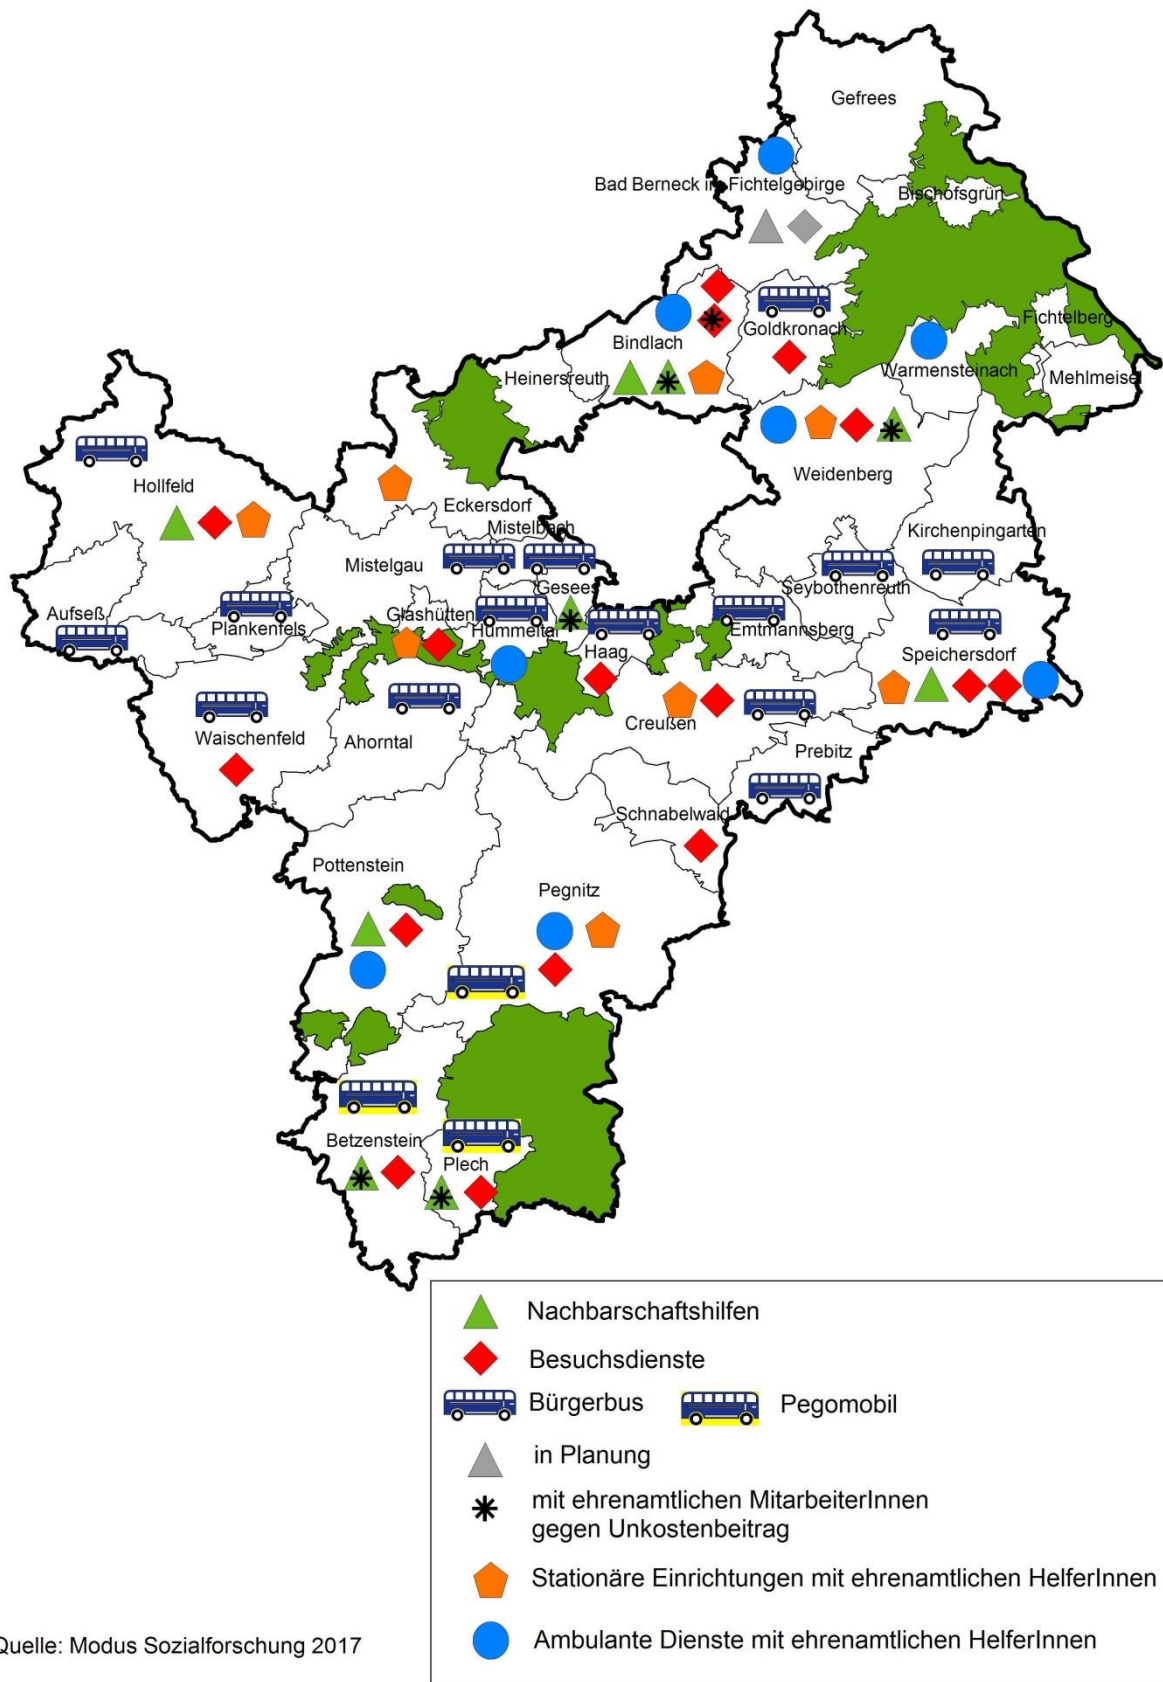 Gefrees
Bad Berneck im Fichtelgebirge
Bischofsgrün
Goldkronach
Fichtelberg
Bindlach
Warmensteinach
Heinersreuth
Mehlmeisel
Weidenberg
Hollfeld
Eckersdorf
Mistelbach
Kirchenpingarten
Mistelgau
Gesees
Seybothenreuth
Aufseß
Plankenfels
Glashütten
Hummeltal
Emtmannsberg
Haag
Speichersdorf
Creußen
Waischenfeld
Ahorntal
Prebitz
Schnabelwaid
Pottenstein
Pegnitz
Betzenstein
Plech
Nachbarschaftshilfen
Besuchsdienste
Bürgerbus Pegomobil
in Planung
mit ehrenamtlichen MitarbeiterInnen
gegen Unkostenbeitrag
Stationäre Einrichtungen mit ehrenamtlichen HelferInnen
Ambulante Dienste mit ehrenamtlichen HelferInnen
Quelle: Modus Sozialforschung 2017